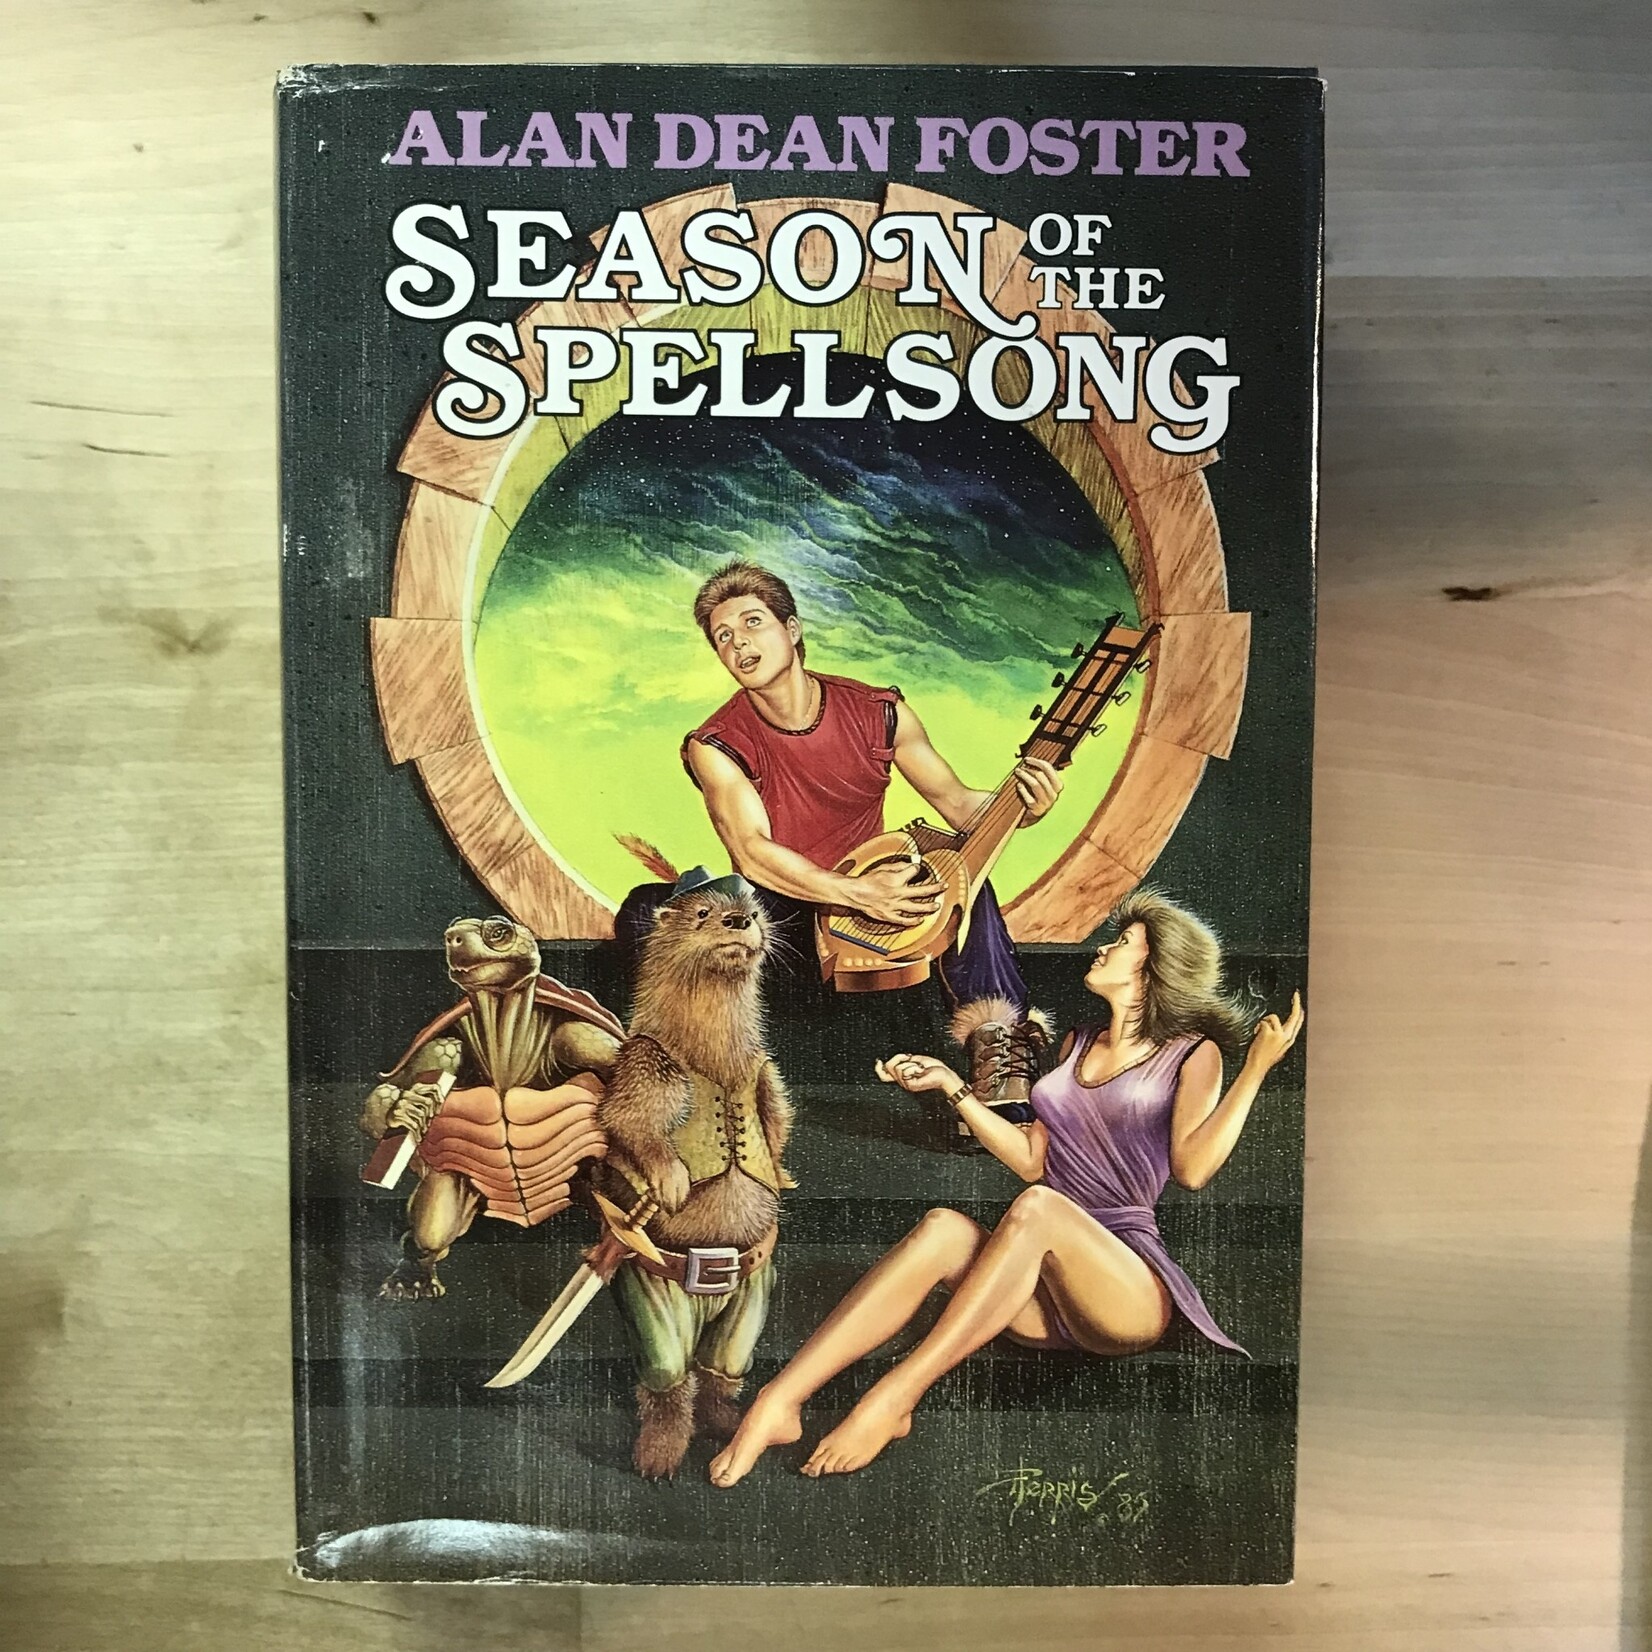 ALAN DEAN FOSTER
SEASON OF THE
SPELLSONG